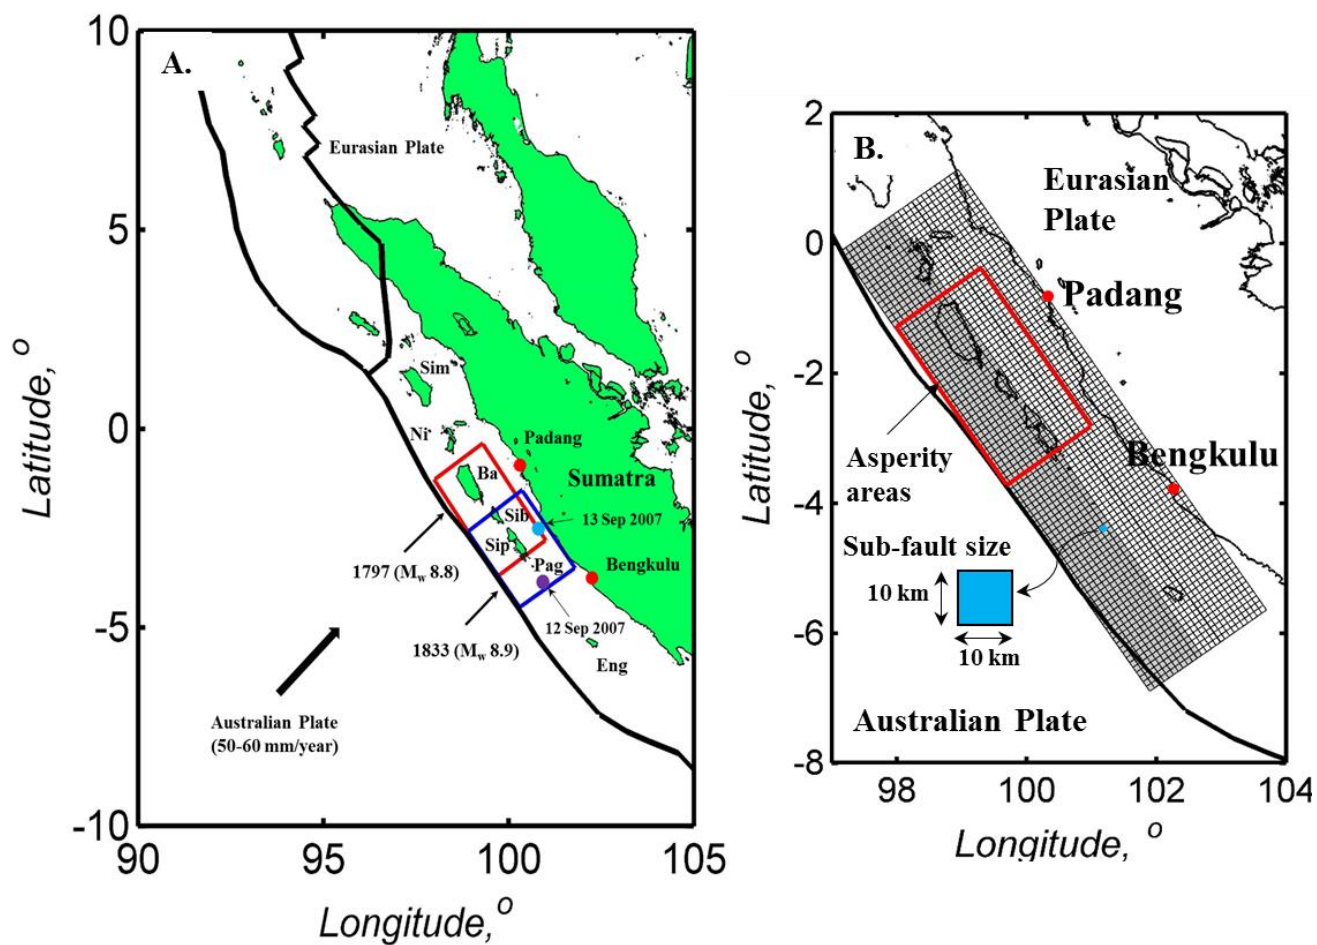 A.
10
5
0
-5
-10
90
95
100
105
Latitude, °
Longitude, °
Eurasian Plate
Sim
Ni
Ba
Padang
Sumatra
Sib
13 Sep 2007
Sip
Pag
Bengkulu
1797 (Mw 8.8)
12 Sep 2007
1833 (Mw 8.9)
Eng
Australian Plate
(50-60 mm/year)
B.
2
0
-2
-4
-6
-8
98
100
102
104
Latitude, °
Longitude, °
Eurasian
Plate
Padang
Asperity
areas
Bengkulu
Sub-fault size
10 km
10 km
Australian Plate